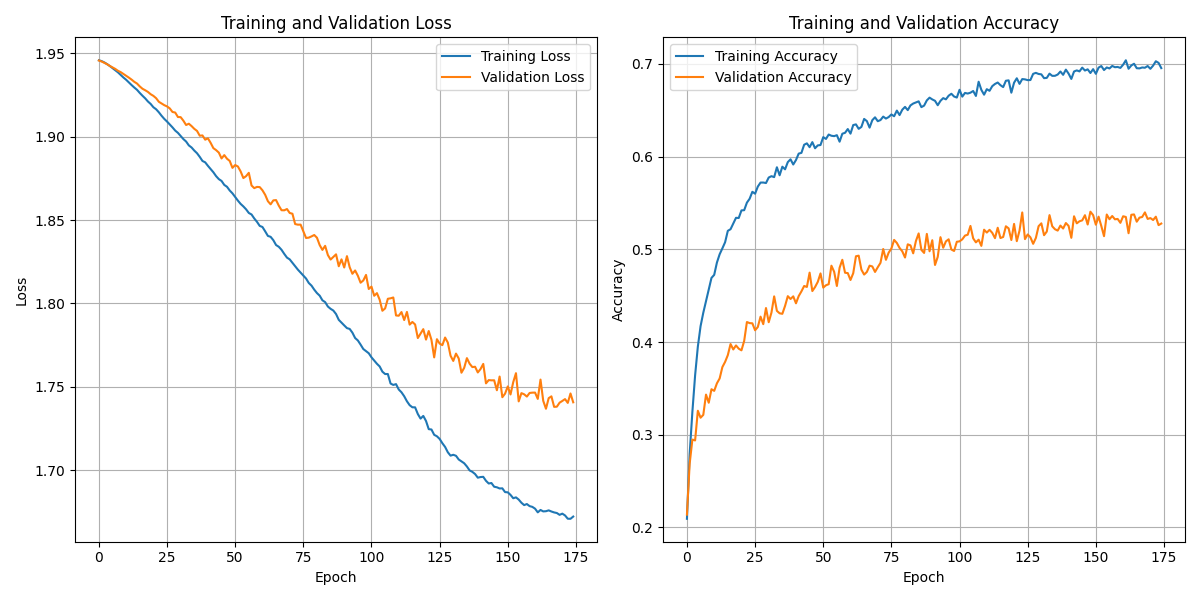 Training and Validation Loss
1.95
1.90
1.85
1.80
1.75
1.70
Loss
Training Loss
Validation Loss
0 25 50 75 100 125 150 175
Epoch
Training and Validation Accuracy
0.7
0.6
0.5
0.4
0.3
0.2
Accuracy
Training Accuracy
Validation Accuracy
0 25 50 75 100 125 150 175
Epoch